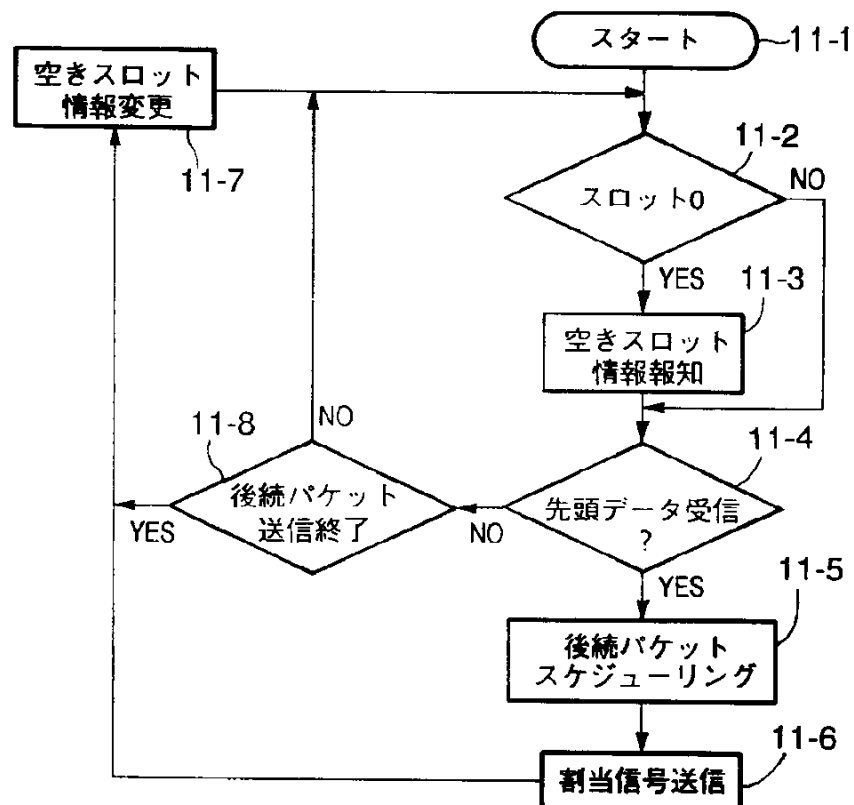 スタート
11-1
空きスロット
情報変更
11-7
11-2
スロット0
NO
YES
11-3
空きスロット
情報報知
NO
11-8
11-4
後続パケット
送信終了
YES
先頭データ受信
?
NO
YES
11-5
後続パケット
スケジューリング
11-6
割当信号送信